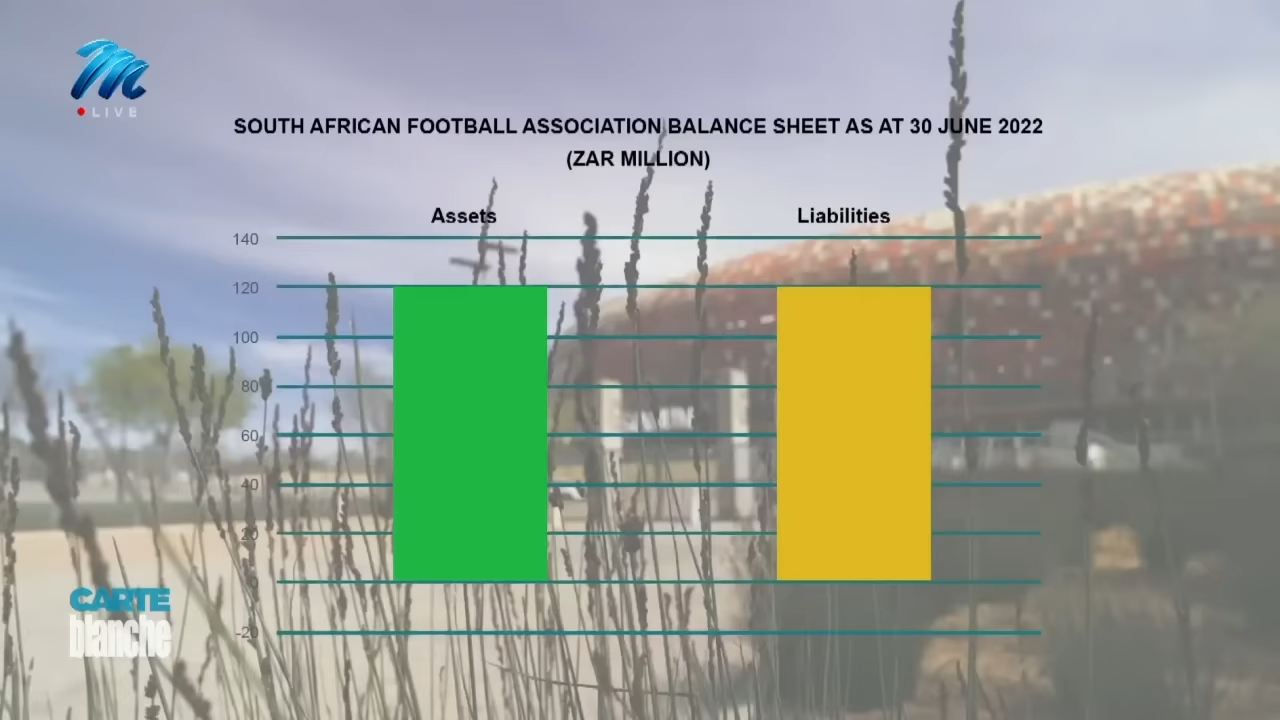 LIVE
SOUTH AFRICAN FOOTBALL ASSOCIATION BALANCE SHEET AS AT 30 JUNE 2022
(ZAR MILLION)
Assets Liabilities
140
120
100
80
60
40
20
0
-20
CARTE
blanche